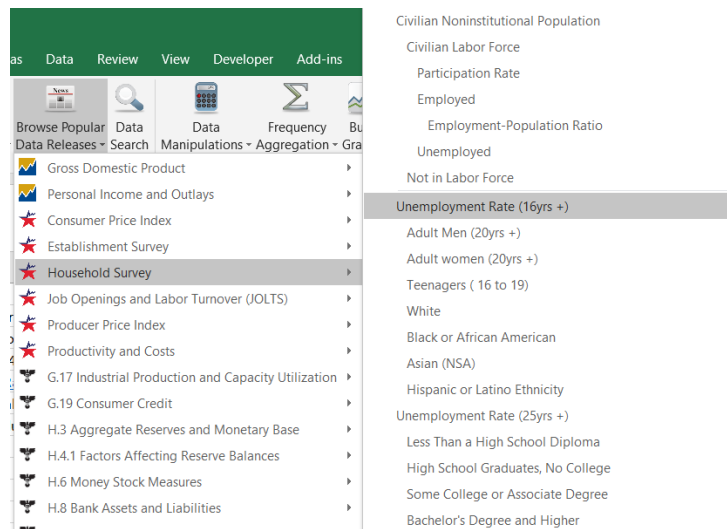 as Data Review View Developer Add-ins
News
Browse Popular Data Data Frequency Bu
Data Releases Search Manipulations Aggregation Gra
Gross Domestic Product
Personal Income and Outlays
Consumer Price Index
Establishment Survey
Household Survey
Job Openings and Labor Turnover (JOLTS)
Producer Price Index
Productivity and Costs
G.17 Industrial Production and Capacity Utilization
G.19 Consumer Credit
H.3 Aggregate Reserves and Monetary Base
H.4.1 Factors Affecting Reserve Balances
H.6 Money Stock Measures
H.8 Bank Assets and Liabilities
Civilian Noninstitutional Population
Civilian Labor Force
Participation Rate
Employed
Employment-Population Ratio
Unemployed
Not in Labor Force
Unemployment Rate (16yrs +)
Adult Men (20yrs +)
Adult women (20yrs +)
Teenagers ( 16 to 19)
White
Black or African American
Asian (NSA)
Hispanic or Latino Ethnicity
Unemployment Rate (25yrs +)
Less Than a High School Diploma
High School Graduates, No College
Some College or Associate Degree
Bachelor's Degree and Higher